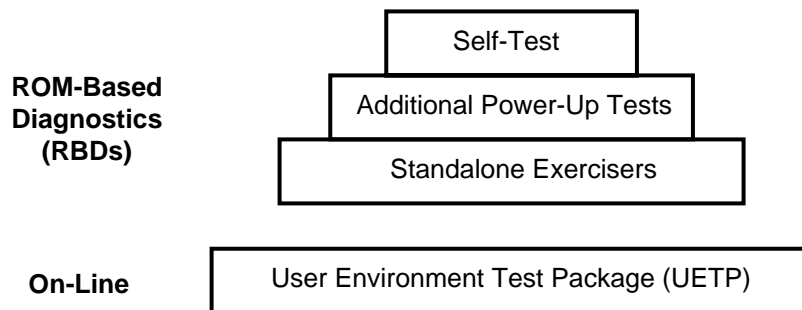 Self-Test
ROM-Based
Diagnostics
(RBDs)
Additional Power-Up Tests
Standalone Exercisers
On-Line
User Environment Test Package (UETP)